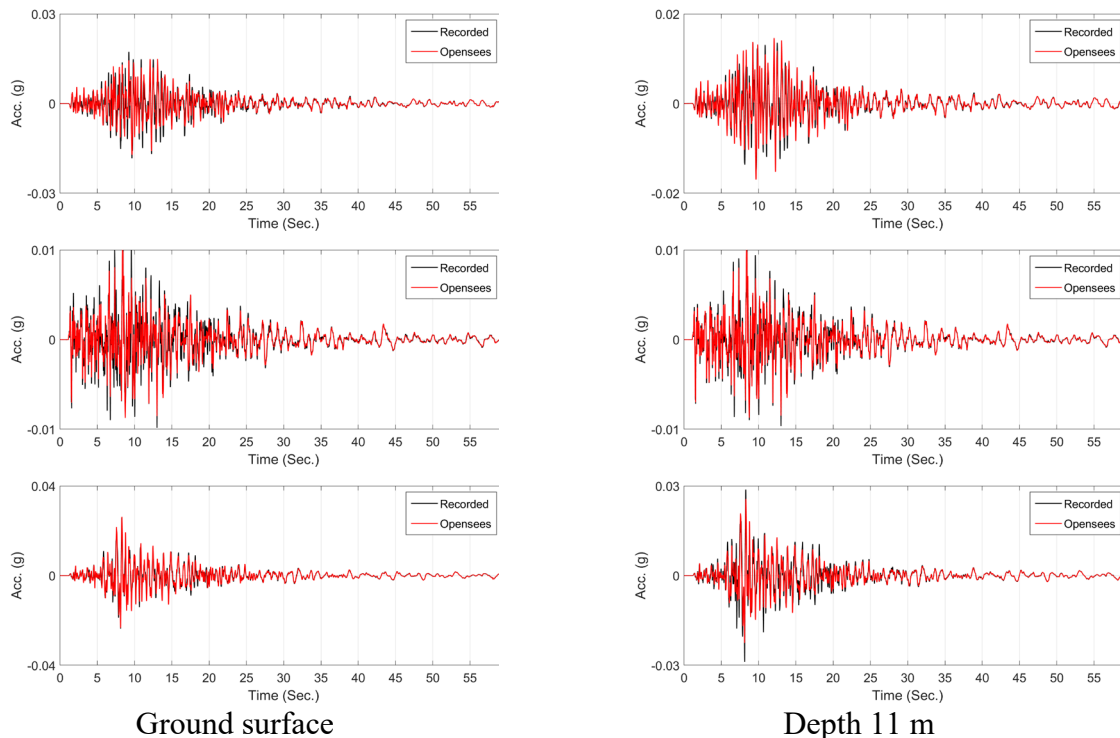 0.03
Acc. (g)
0
-0.03
Recorded
Opensees
0 5 10 15 20 25 30 35 40 45 50 55
Time (Sec.)
0.02
Acc. (g)
0
-0.02
Recorded
Opensees
0 5 10 15 20 25 30 35 40 45 50 55
Time (Sec.)
0.01
Acc. (g)
0
-0.01
Recorded
Opensees
0 5 10 15 20 25 30 35 40 45 50 55
Time (Sec.)
0.01
Acc. (g)
0
-0.01
Recorded
Opensees
0 5 10 15 20 25 30 35 40 45 50 55
Time (Sec.)
0.04
Acc. (g)
0
-0.04
Recorded
Opensees
0 5 10 15 20 25 30 35 40 45 50 55
Time (Sec.)
0.03
Acc. (g)
0
-0.03
Recorded
Opensees
0 5 10 15 20 25 30 35 40 45 50 55
Time (Sec.)
Ground surface
Depth 11 m